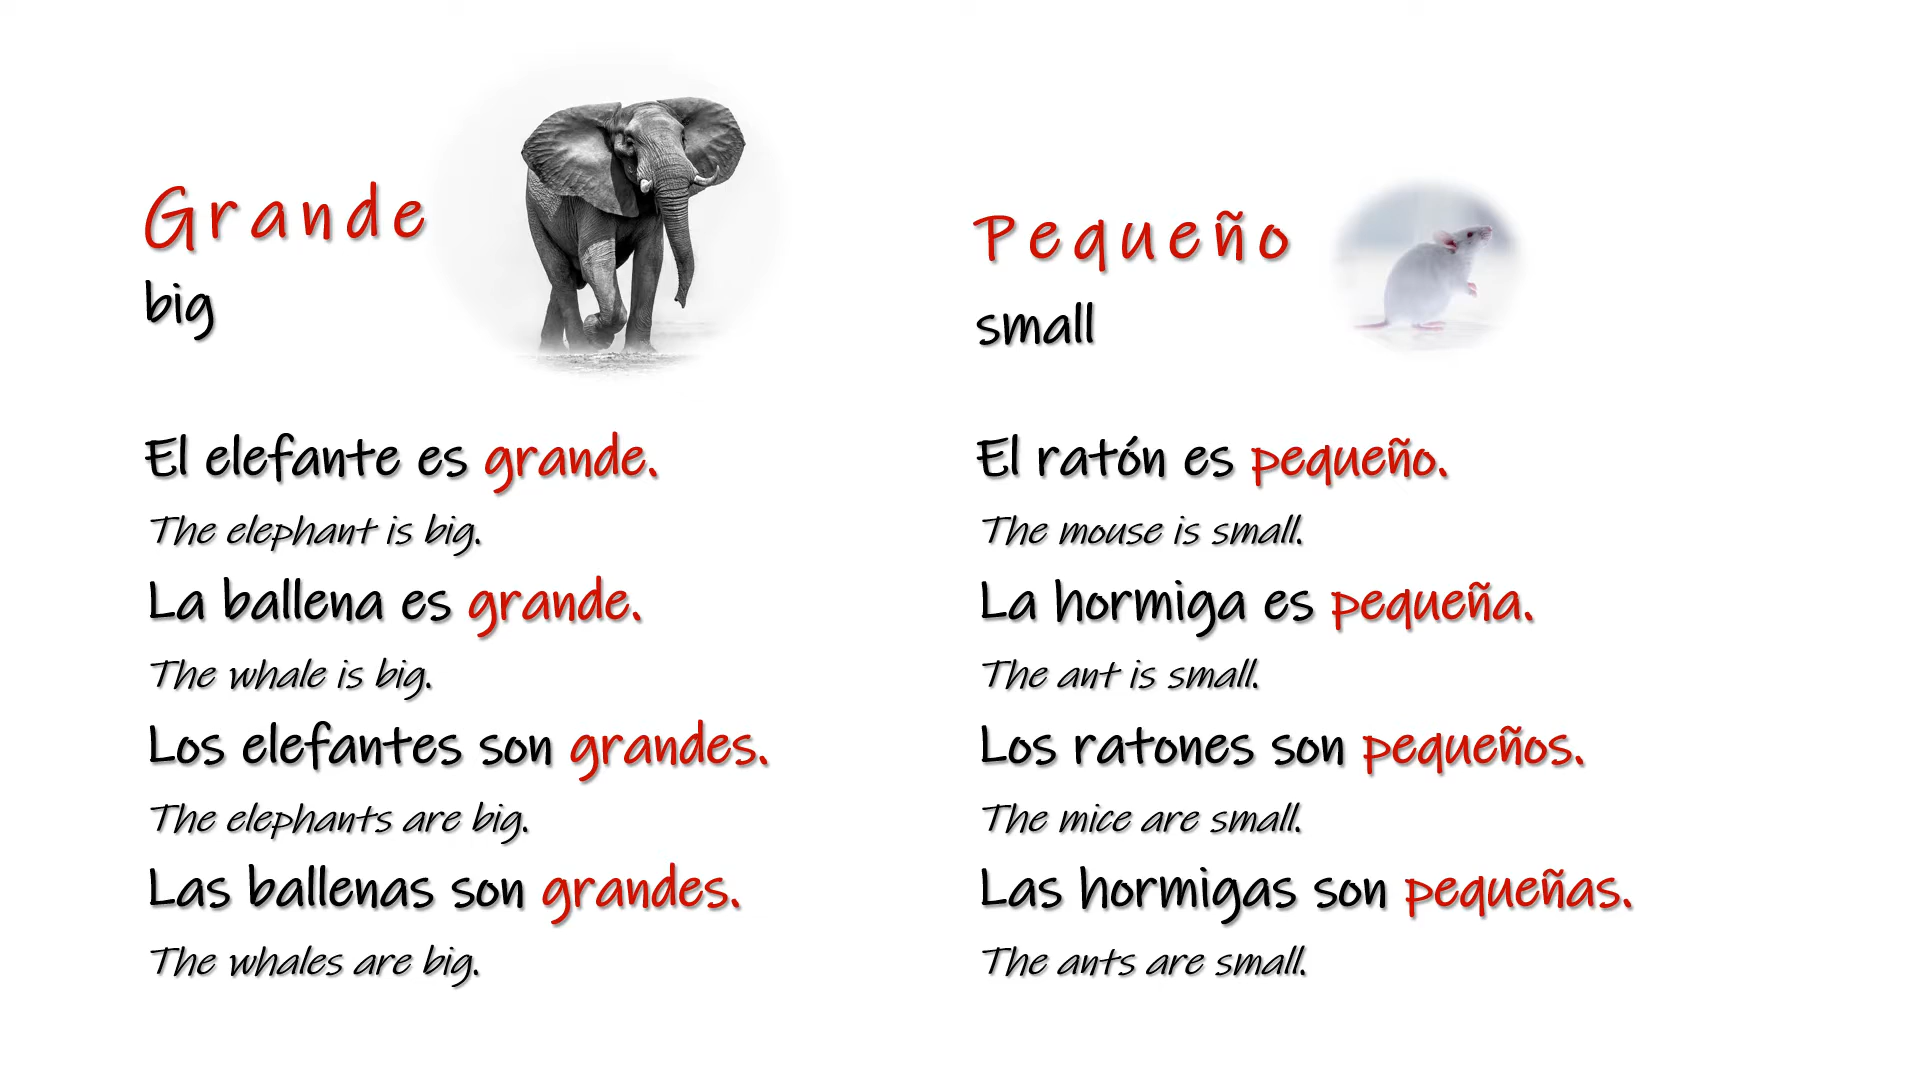 Grande
big
El elefante es grande.
The elephant is big.
La ballena es grande.
The whale is big.
Los elefantes son grandes.
The elephants are big.
Las ballenas son grandes.
The whales are big.
Pequeño
small
El ratón es pequeño.
The mouse is small.
La hormiga es pequeña.
The ant is small.
Los ratones son pequeños.
The mice are small.
Las hormigas son pequeñas.
The ants are small.